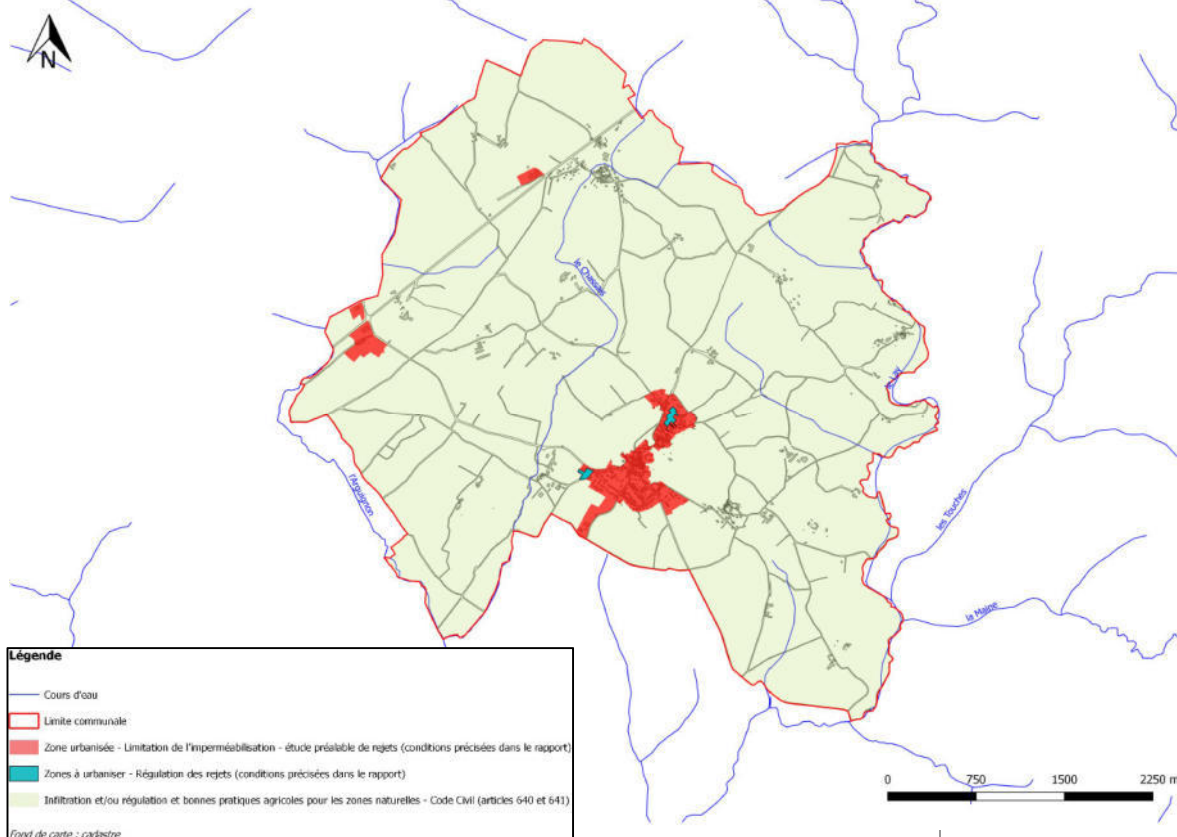 N
le Chassais
le Lay
l'Arguignon
les Touches
la Maine
Légende
Cours d'eau
Limite communale
Zone urbanisée - Limitation de l'imperméabilisation - étude préalable de rejets (conditions précisées dans le rapport)
Zones à urbaniser - Régulation des rejets (conditions précisées dans le rapport)
Infiltration et/ou régulation et bonnes pratiques agricoles pour les zones naturelles - Code Civil (articles 640 et 641)
Fond de carte : cadastre
0 750 1500 2250 m